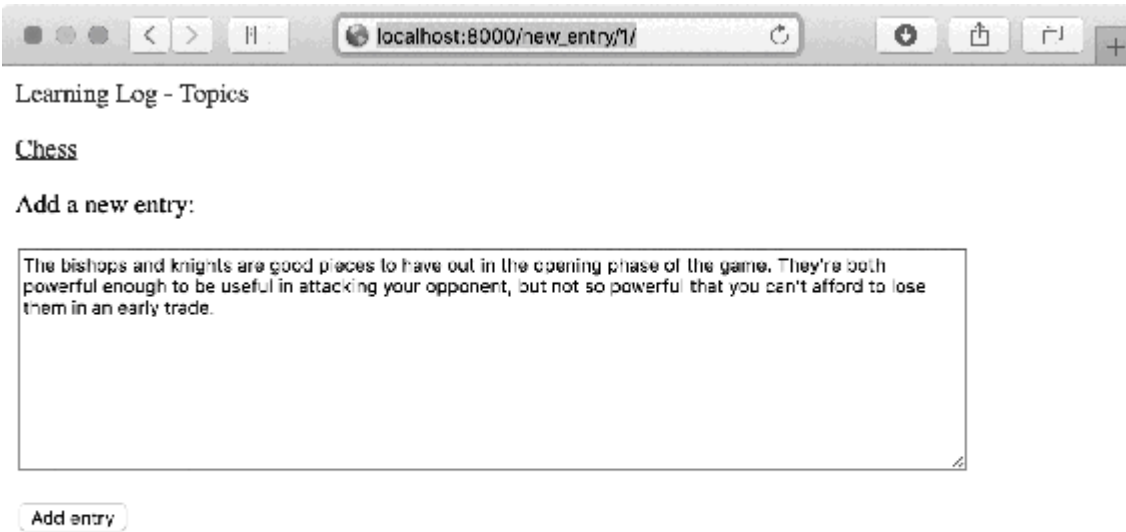 localhost:8000/new_entry/1/
Learning Log - Topics
Chess
Add a new entry:
The bishops and knights are good pieces to have out in the opening phase of the game. They're both
powerful enough to be useful in attacking your opponent, but not so powerful that you can't afford to lose
them in an early trade.
Add entry